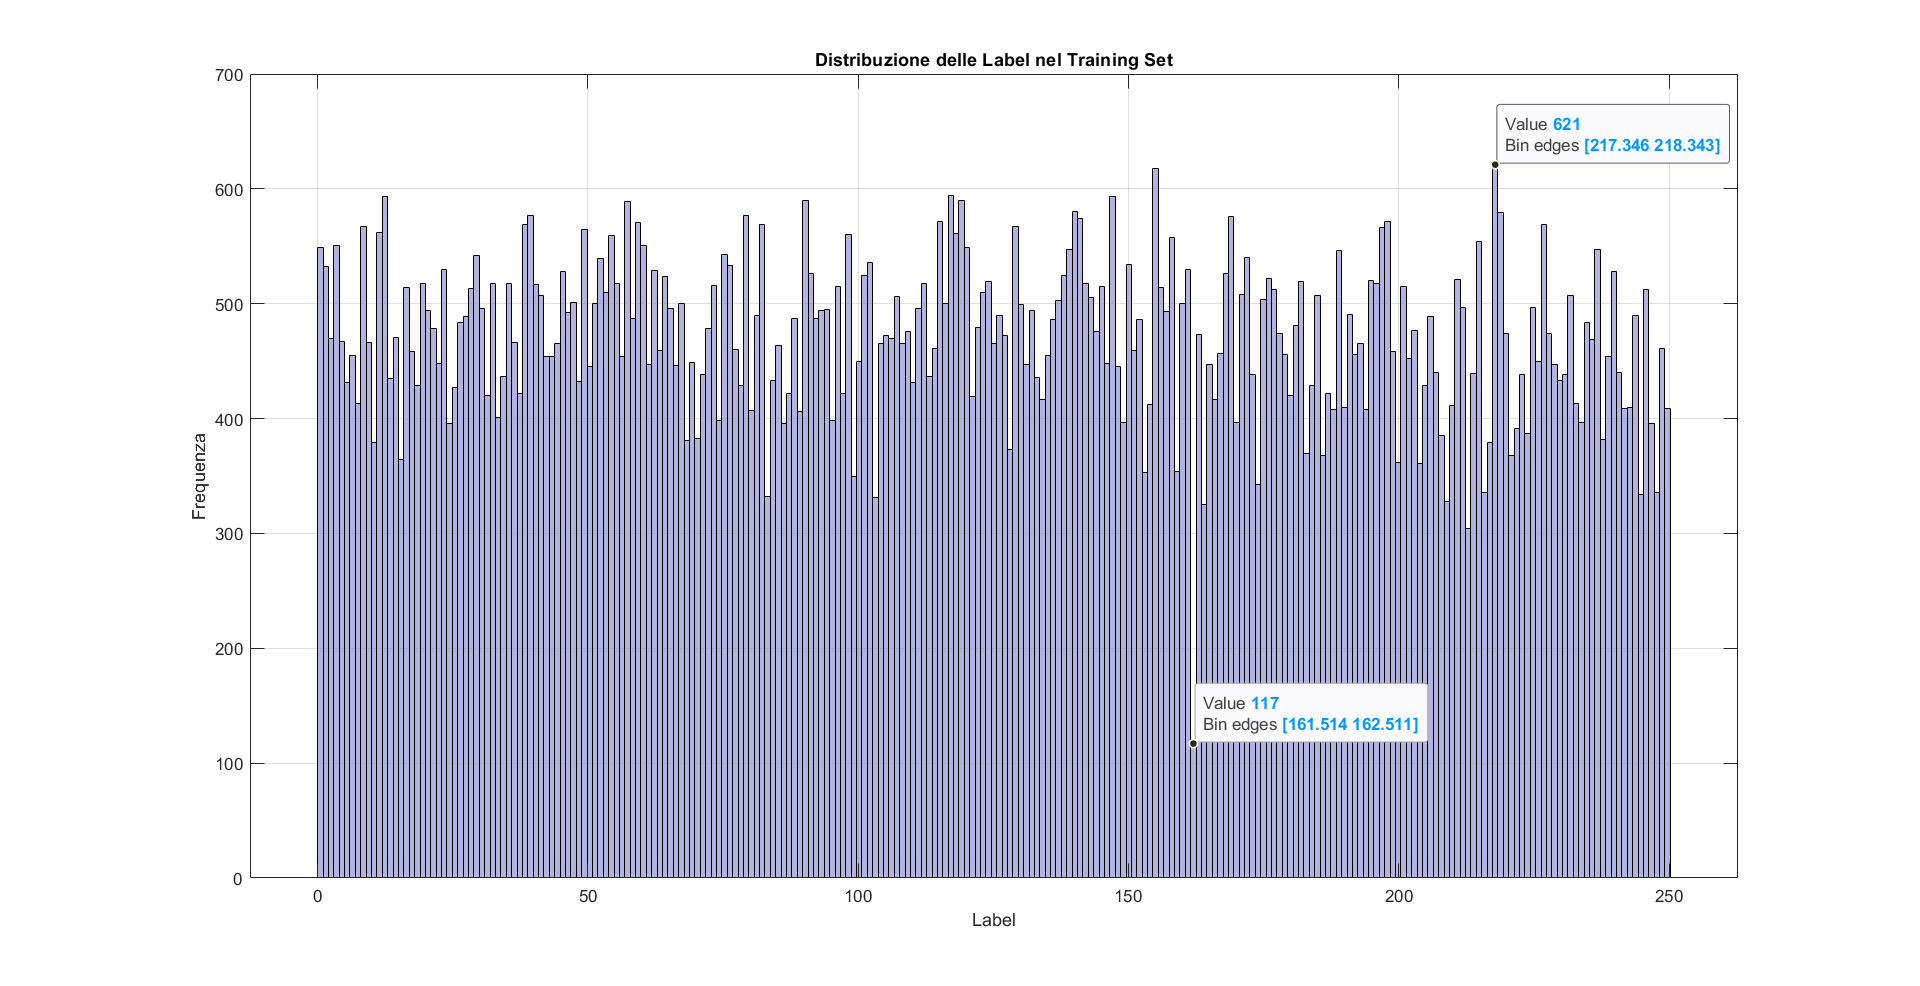 Distribuzione delle Label nel Training Set
700
600
500
400
300
200
100
0
Frequenza
Value 621
Bin edges [217.346 218.343]
Value 117
Bin edges [161.514 162.511]
0 50 100 150 200 250
Label